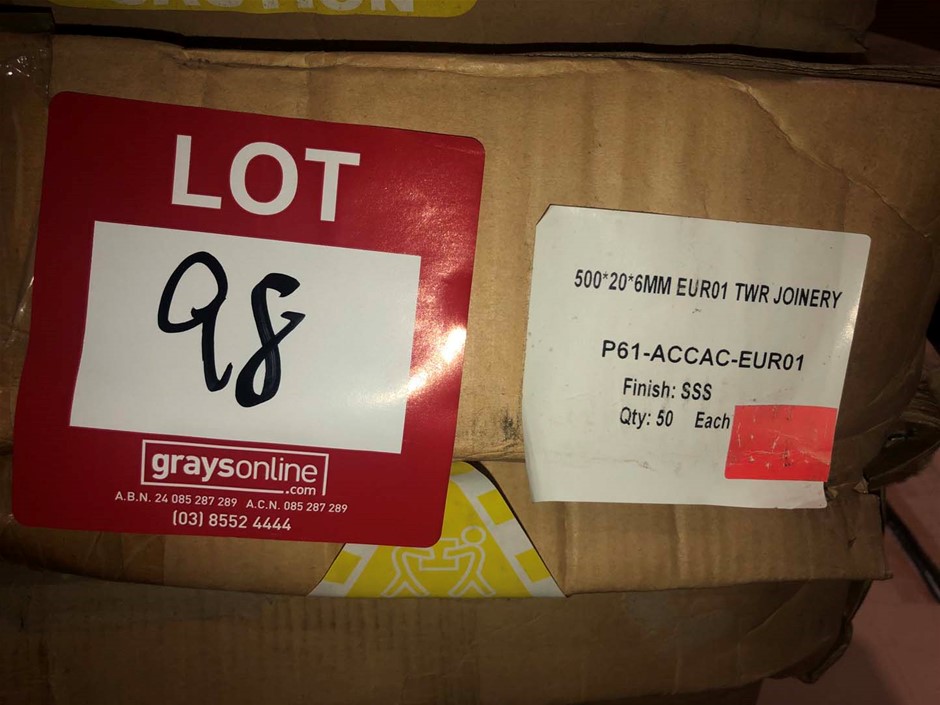 CAUTION
LOT
98
graysonline
.com
A.B.N. 24 085 287 289 A.C.N. 085 287 289
(03) 8552 4444
500*20*6MM EUR01 TWR JOINERY
P61-ACCAC-EUR01
Finish: SSS
Qty: 50 Each